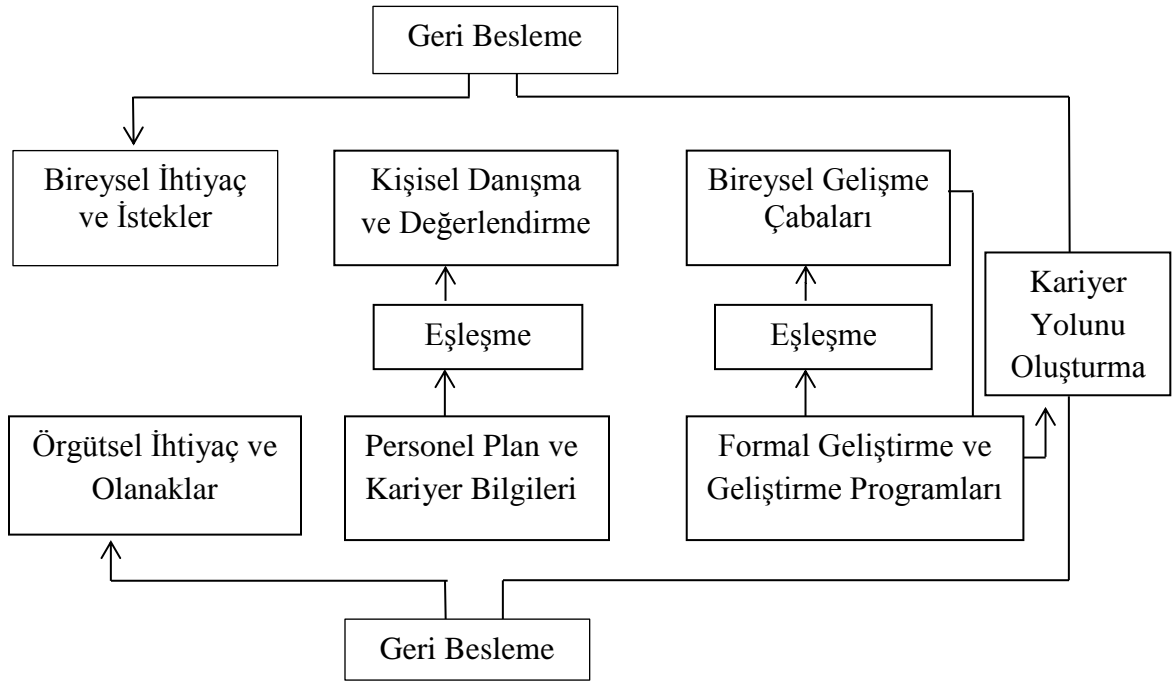 Geri Besleme
Bireysel İhtiyaç
ve İstekler
Kişisel Danışma
ve Değerlendirme
Bireysel Gelişme
Çabaları
Kariyer
Yolunu
Oluşturma
Eşleşme
Eşleşme
Örgütsel İhtiyaç ve
Olanaklar
Personel Plan ve
Kariyer Bilgileri
Formal Geliştirme ve
Geliştirme Programları
Geri Besleme